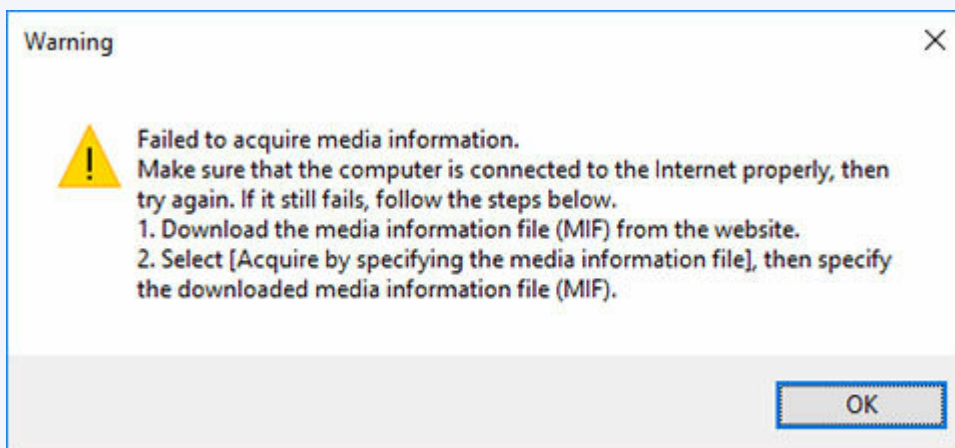 Warning
Failed to acquire media information.
Make sure that the computer is connected to the Internet properly, then
try again. If it still fails, follow the steps below.
1. Download the media information file (MIF) from the website.
2. Select [Acquire by specifying the media information file], then specify
the downloaded media information file (MIF).
OK